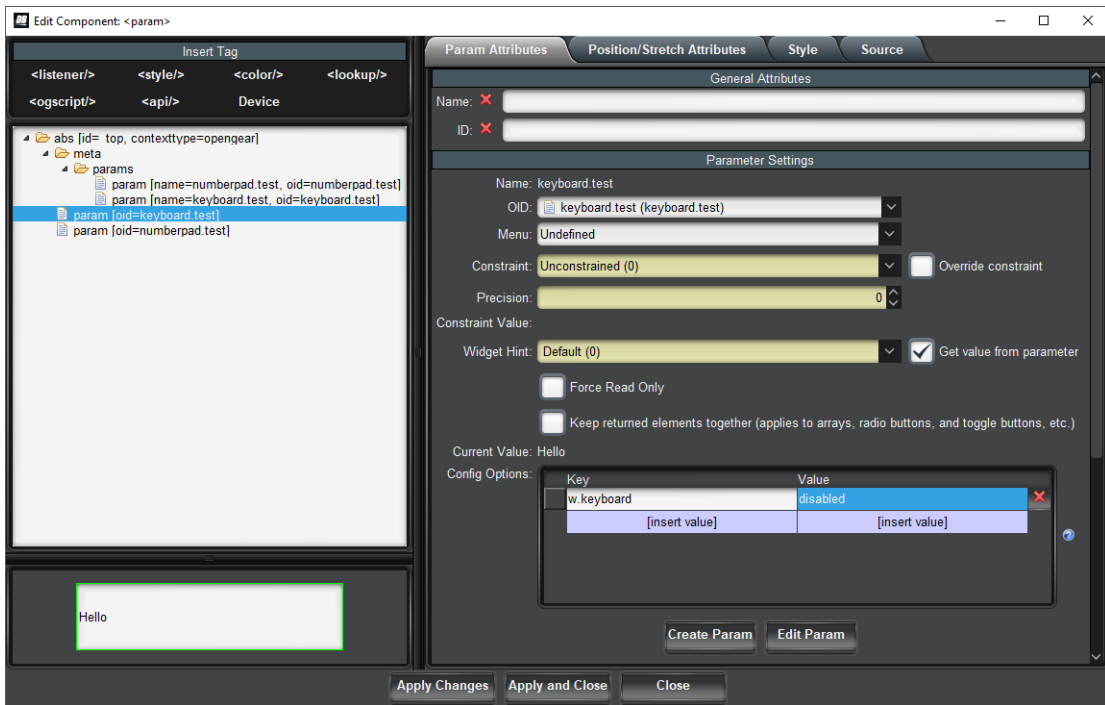 DB Edit Component: <param>
Insert Tag
<listener/> <style/> <color/> <lookup/>
<ogscript/> <api/> Device
abs [id=_top, contexttype=opengear]
meta
params
param [name=numberpad.test, oid=numberpad.test]
param [name=keyboard.test, oid=keyboard.test]
param [oid=keyboard.test]
param [oid=numberpad.test]
Hello
Param Attributes Position/Stretch Attributes Style Source
General Attributes
Name:
ID:
Parameter Settings
Name: keyboard.test
OID: keyboard.test (keyboard.test)
Menu: Undefined
Constraint: Unconstrained (0) Override constraint
Precision: 0
Constraint Value:
Widget Hint: Default (0) Get value from parameter
Force Read Only
Keep returned elements together (applies to arrays, radio buttons, and toggle buttons, etc.)
Current Value: Hello
Config Options:
Key Value
w.keyboard disabled
[insert value] [insert value]
Create Param Edit Param
Apply Changes Apply and Close Close